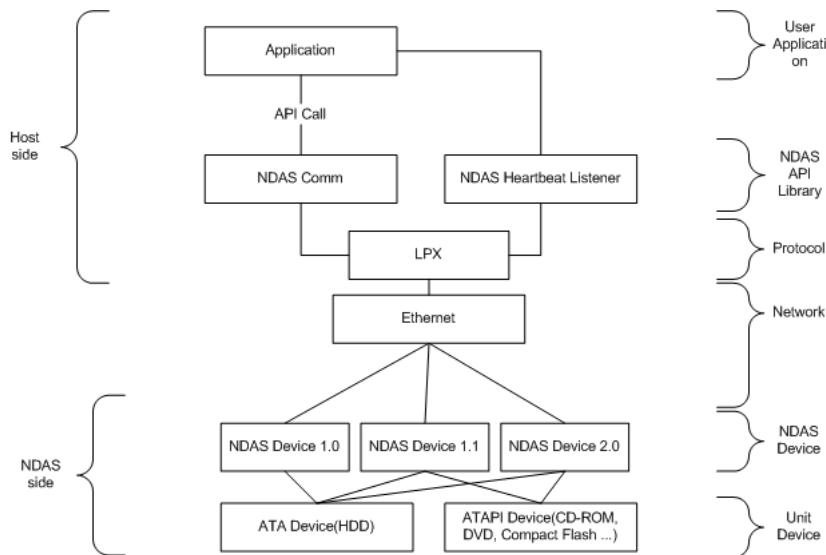 User
Applicati
on
Application
API Call
Host
side
NDAS Comm
NDAS Heartbeat Listener
NDAS
API
Library
LPX
Protocol
Ethernet
Network
NDAS Device 1.0
NDAS Device 1.1
NDAS Device 2.0
NDAS
Device
NDAS
side
ATA Device(HDD)
ATAPI Device(CD-ROM,
DVD, Compact Flash ...)
Unit
Device